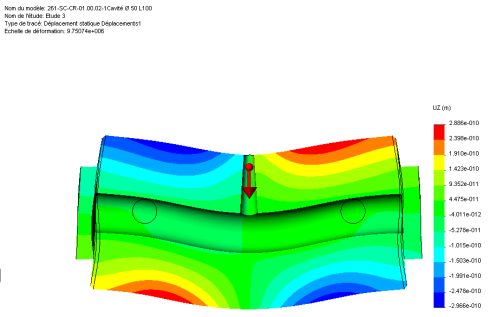 Nom du modèle: 261-SC-CR-01.00.02-1Cavité Ø 50 L100
Nom de l'étude: Etude 3
Type de tracé: Déplacement statique Déplacements1
Echelle de déformation: 9.75074e+006
UZ (m)
2.886e-010
2.398e-010
1.910e-010
1.423e-010
9.352e-011
4.475e-011
-4.011e-012
-5.278e-011
-1.015e-010
-1.503e-010
-1.991e-010
-2.478e-010
-2.966e-010